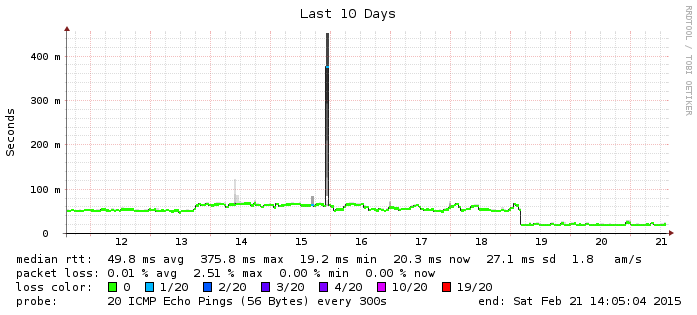 Last 10 Days
RRDTOOL / TOBI OETIKER
Seconds
400 m
300 m
200 m
100 m
0
12 13 14 15 16 17 18 19 20 21
median rtt: 49.8 ms avg 375.8 ms max 19.2 ms min 20.3 ms now 27.1 ms sd 1.8 am/s
packet loss: 0.01 % avg 2.51 % max 0.00 % min 0.00 % now
loss color: 0 1/20 2/20 3/20 4/20 10/20 19/20
probe: 20 ICMP Echo Pings (56 Bytes) every 300s end: Sat Feb 21 14:05:04 2015